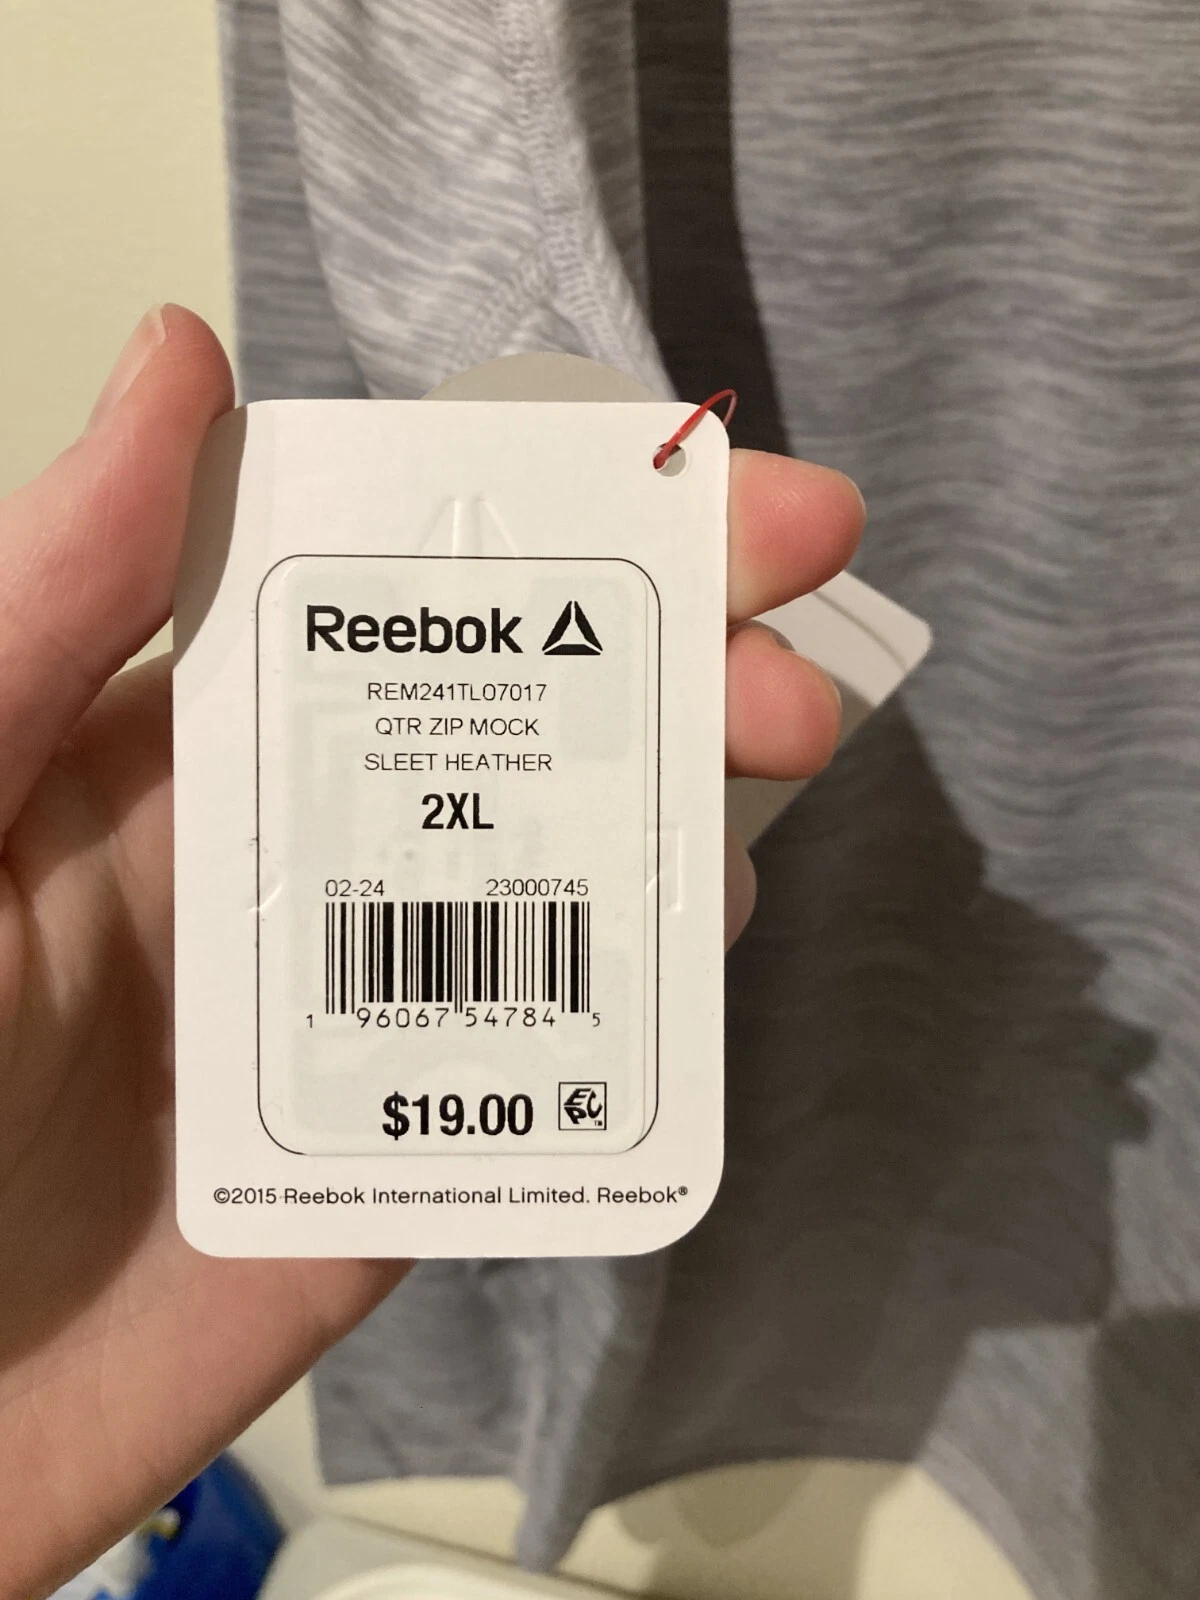 Reebok
REM241TL07017
QTR ZIP MOCK
SLEET HEATHER
2XL
02-24 23000745
1 96067 54784 5
$19.00 EPC™
©2015 Reebok International Limited. Reebok®